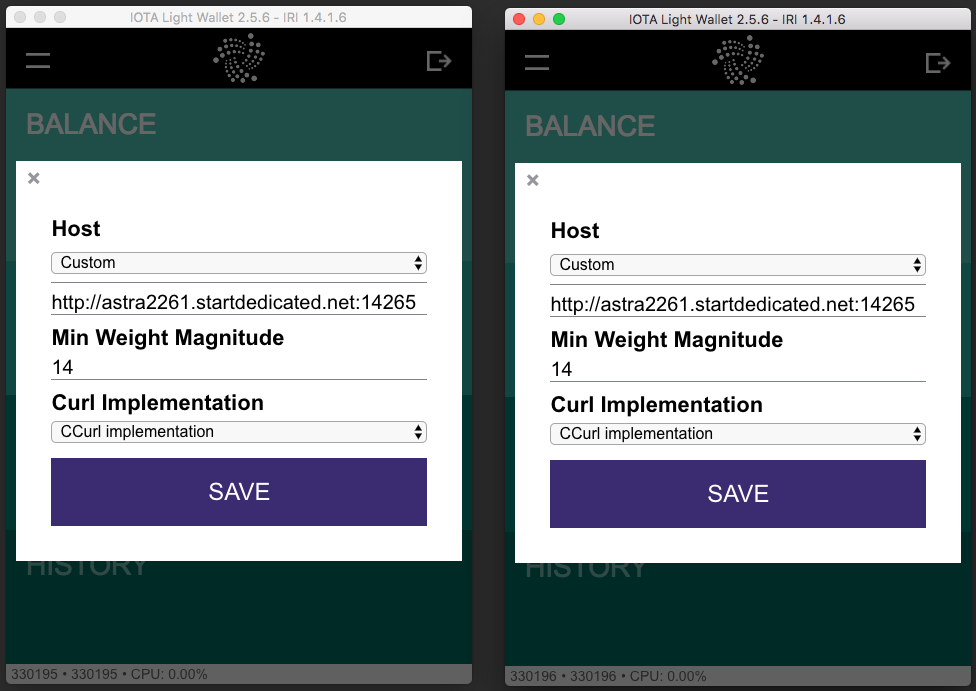 IOTA Light Wallet 2.5.6 - IRI 1.4.1.6
BALANCE
×
Host
Custom
http://astra2261.startdedicated.net:14265
Min Weight Magnitude
14
Curl Implementation
CCurl implementation
SAVE
HISTORY
330195 • 330195 • CPU: 0.00%
IOTA Light Wallet 2.5.6 - IRI 1.4.1.6
BALANCE
×
Host
Custom
http://astra2261.startdedicated.net:14265
Min Weight Magnitude
14
Curl Implementation
CCurl implementation
SAVE
HISTORY
330196 • 330196 • CPU: 0.00%